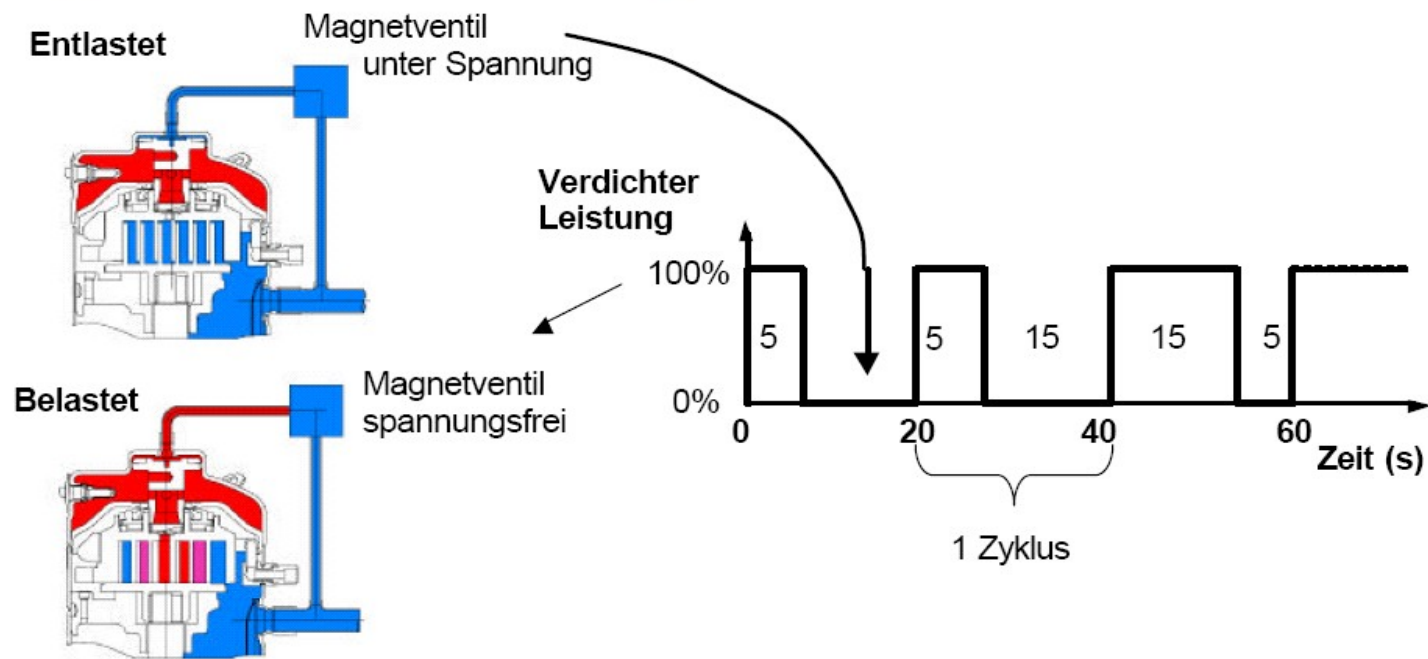 Entlastet
Magnetventil
unter Spannung
Verdichter
Leistung
100%
0%
5
5
15
15
5
0
20
40
60
Zeit (s)
1 Zyklus
Belastet
Magnetventil
spannungsfrei